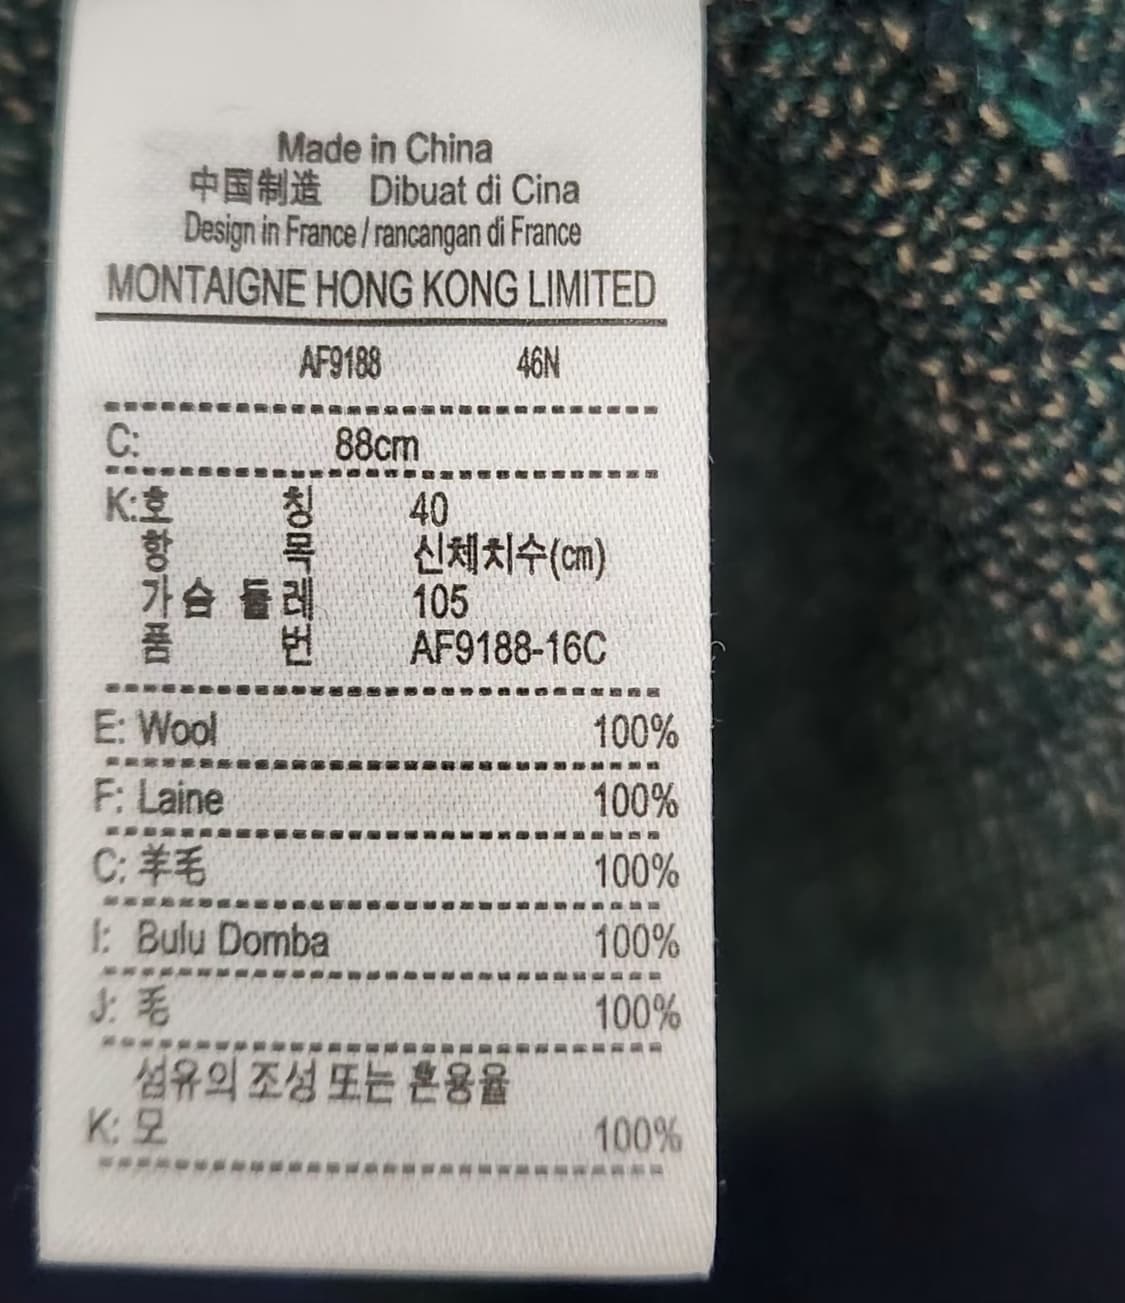 Made in China
中国制造 Dibuat di Cina
Design in France / rancangan di France
MONTAIGNE HONG KONG LIMITED
AF9188 46N
C: 88cm
K:호 칭 40
항 목 신체치수(cm)
가슴 둘레 105
품 번 AF9188-16C
E: Wool 100%
F: Laine 100%
C: 羊毛 100%
I: Bulu Domba 100%
J: 毛 100%
섬유의 조성 또는 혼용율
K: 모 100%